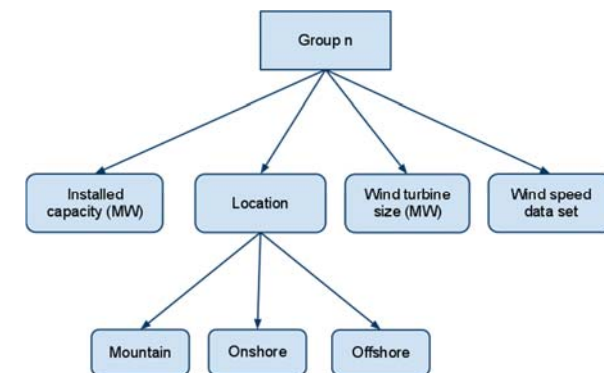 Group n
Installed
capacity (MW)
Location
Wind turbine
size (MW)
Wind speed
data set
Mountain
Onshore
Offshore